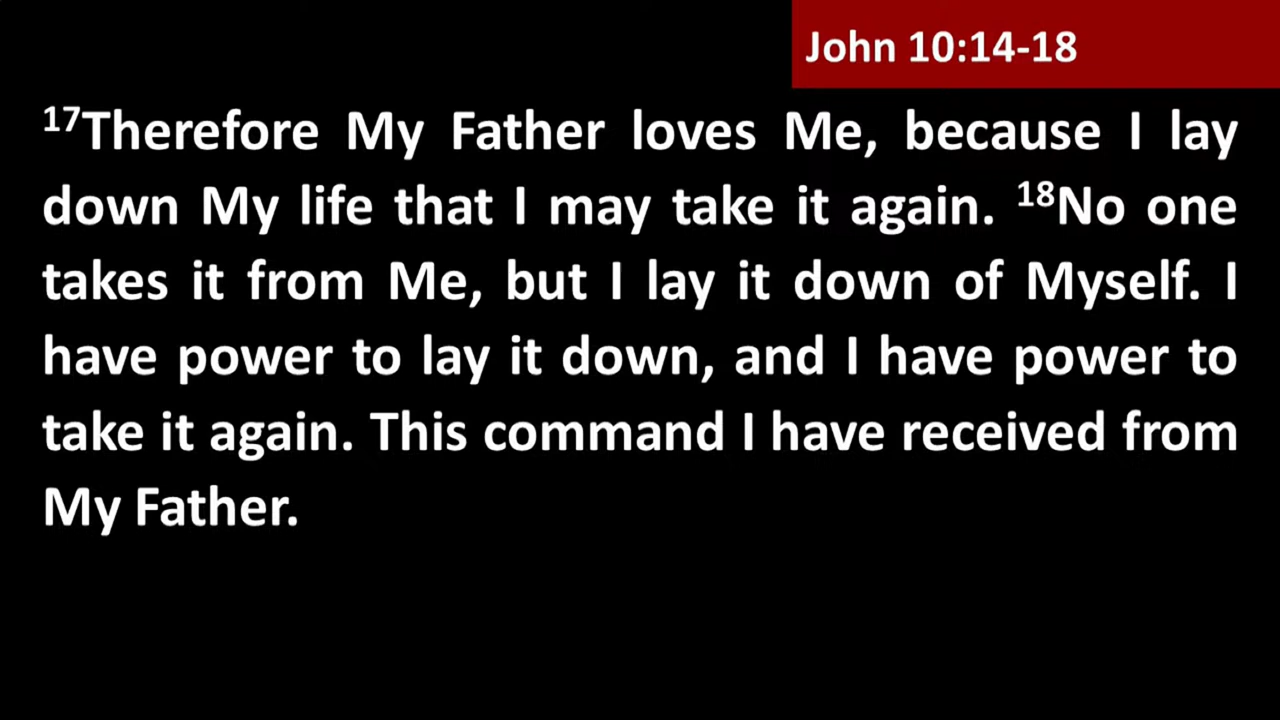 John 10:14-18
17Therefore My Father loves Me, because I lay
down My life that I may take it again. 18No one
takes it from Me, but I lay it down of Myself. I
have power to lay it down, and I have power to
take it again. This command I have received from
My Father.